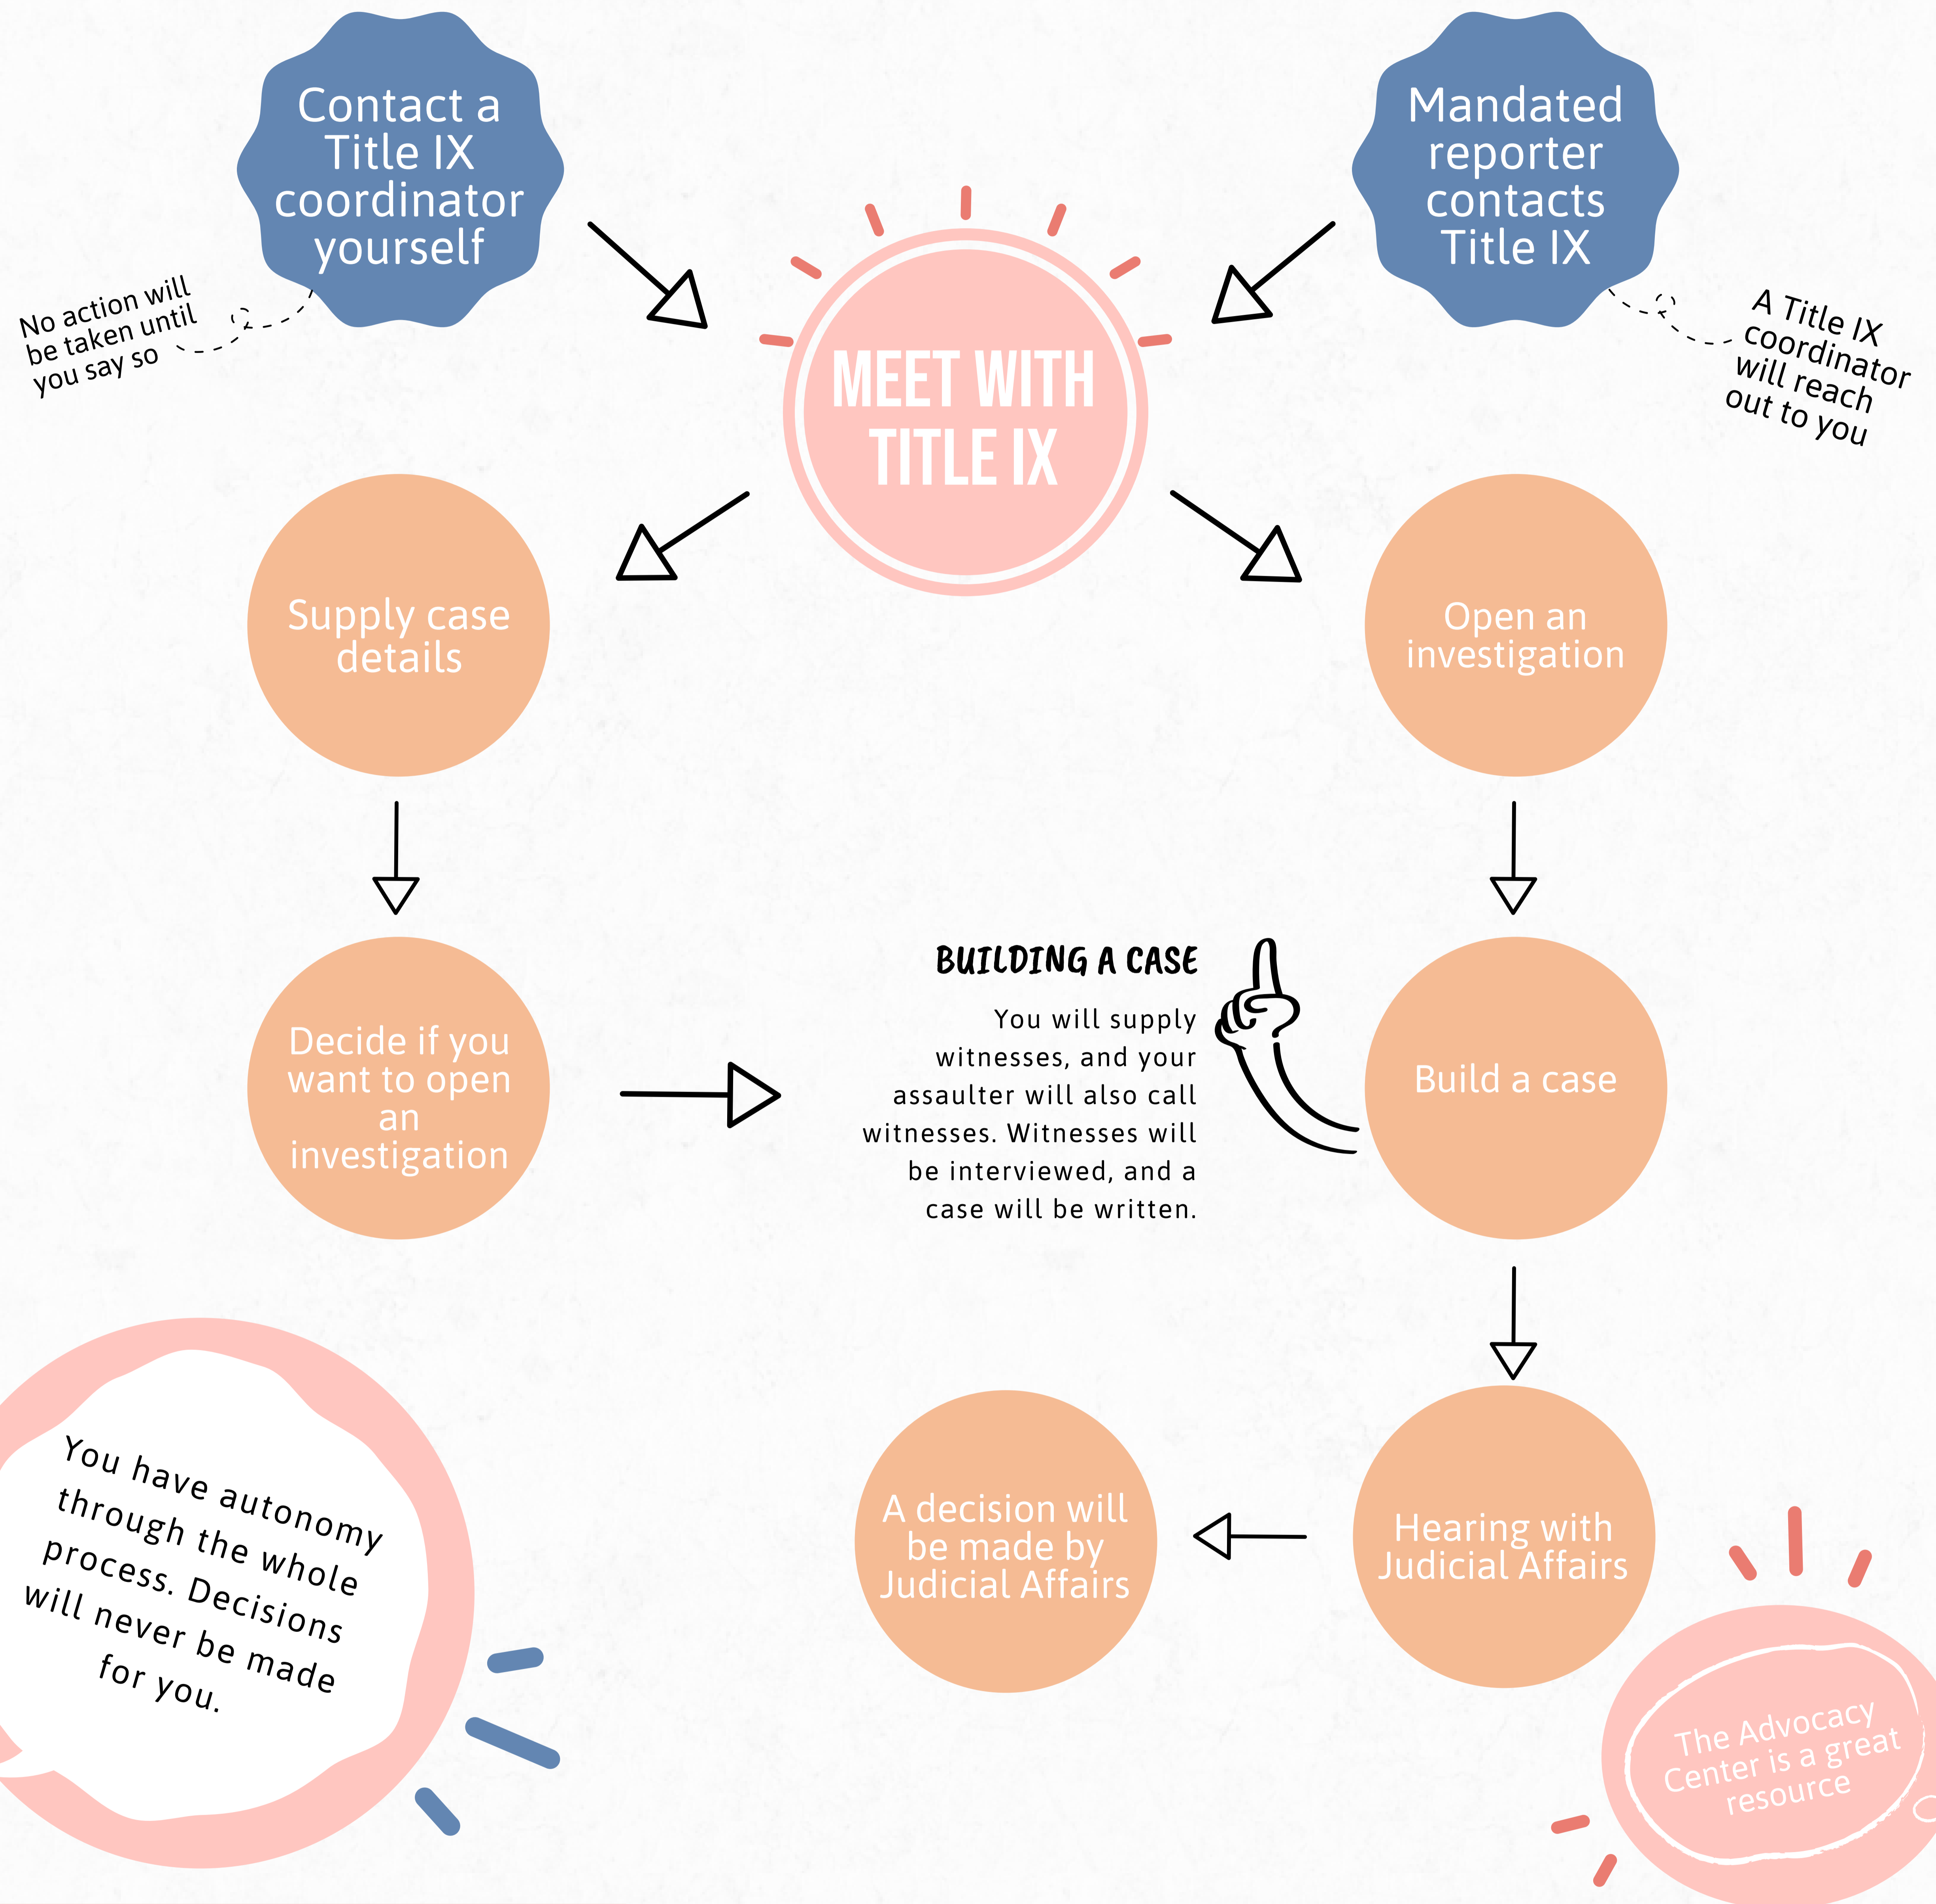 Contact a
Title IX
coordinator
yourself
Mandated
reporter
contacts
Title IX
No action will
be taken until
you say so
A Title IX
coordinator
will reach
out to you
MEET WITH
TITLE IX
Supply case
details
Open an
investigation
Decide if you
want to open
an
investigation
BUILDING A CASE
You will supply
witnesses, and your
assaulter will also call
witnesses. Witnesses will
be interviewed, and a
case will be written.
Build a case
You have autonomy
through the whole
process. Decisions
will never be made
for you.
A decision will
be made by
Judicial Affairs
Hearing with
Judicial Affairs
The Advocacy
Center is a great
resource